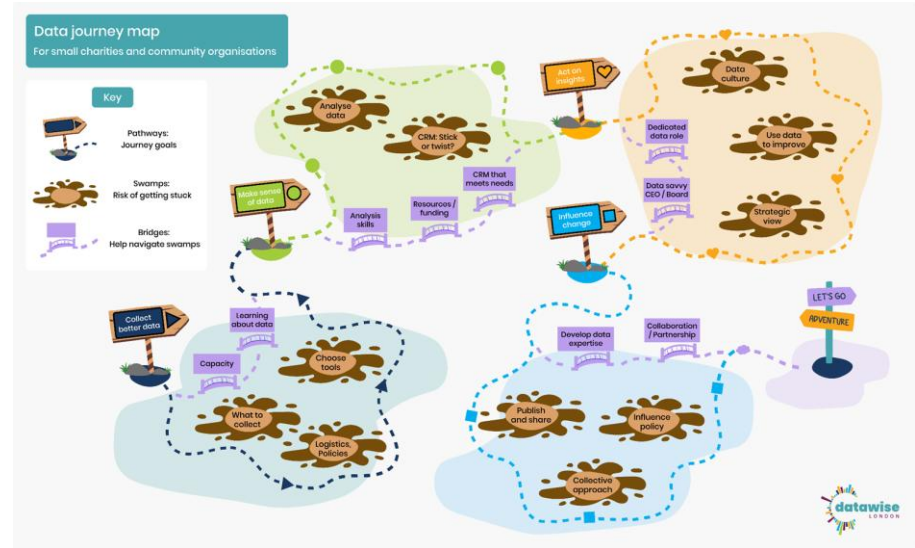 Data journey map
For small charities and community organisations
Key
Pathways:
Journey goals
Swamps:
Risk of getting stuck
Bridges:
Help navigate swamps
Collect
better data
Capacity
Learning
about data
Choose
tools
What to
collect
Logistics,
Policies
Make sense
of data
Analyse
data
CRM: Stick
or twist?
Analysis
skills
Resources /
funding
CRM that
meets needs
Act on
insights
Data
culture
Dedicated
data role
Use data
to improve
Data savvy
CEO / Board
Strategic
view
Influence
change
Develop data
expertise
Collaboration
/ Partnership
Publish
and share
Influence
policy
Collective
approach
LET'S GO
ADVENTURE
datawise
LONDON